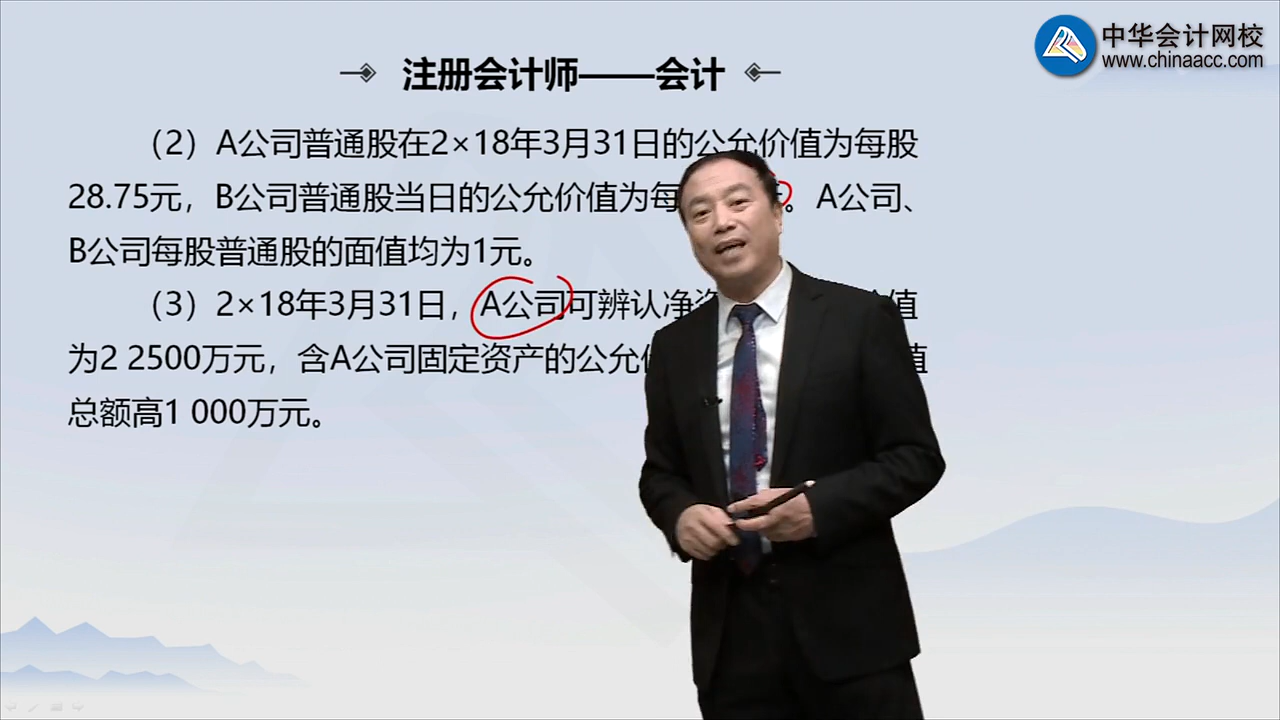 中华会计网校
www.chinaacc.com
注册会计师——会计
（2）A公司普通股在2×18年3月31日的公允价值为每股
28.75元，B公司普通股当日的公允价值为每 。A公司、
B公司每股普通股的面值均为1元。
（3）2×18年3月31日，A公司可辨认净 值
为2 2500万元，含A公司固定资产的公允 值
总额高1 000万元。